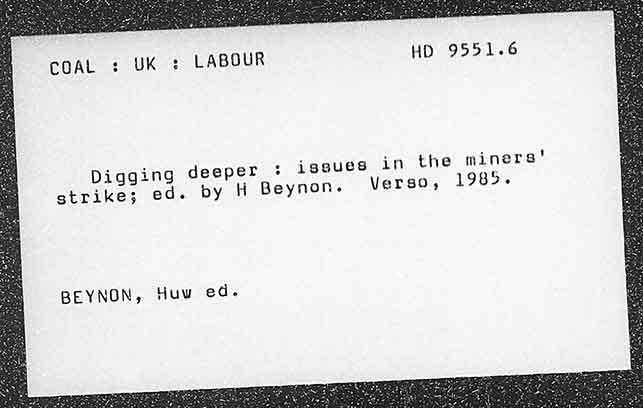 COAL : UK : LABOUR
HD 9551.6
Digging deeper : issues in the miners'
strike; ed. by H Beynon. Verso, 1985.
BEYNON, Huw ed.